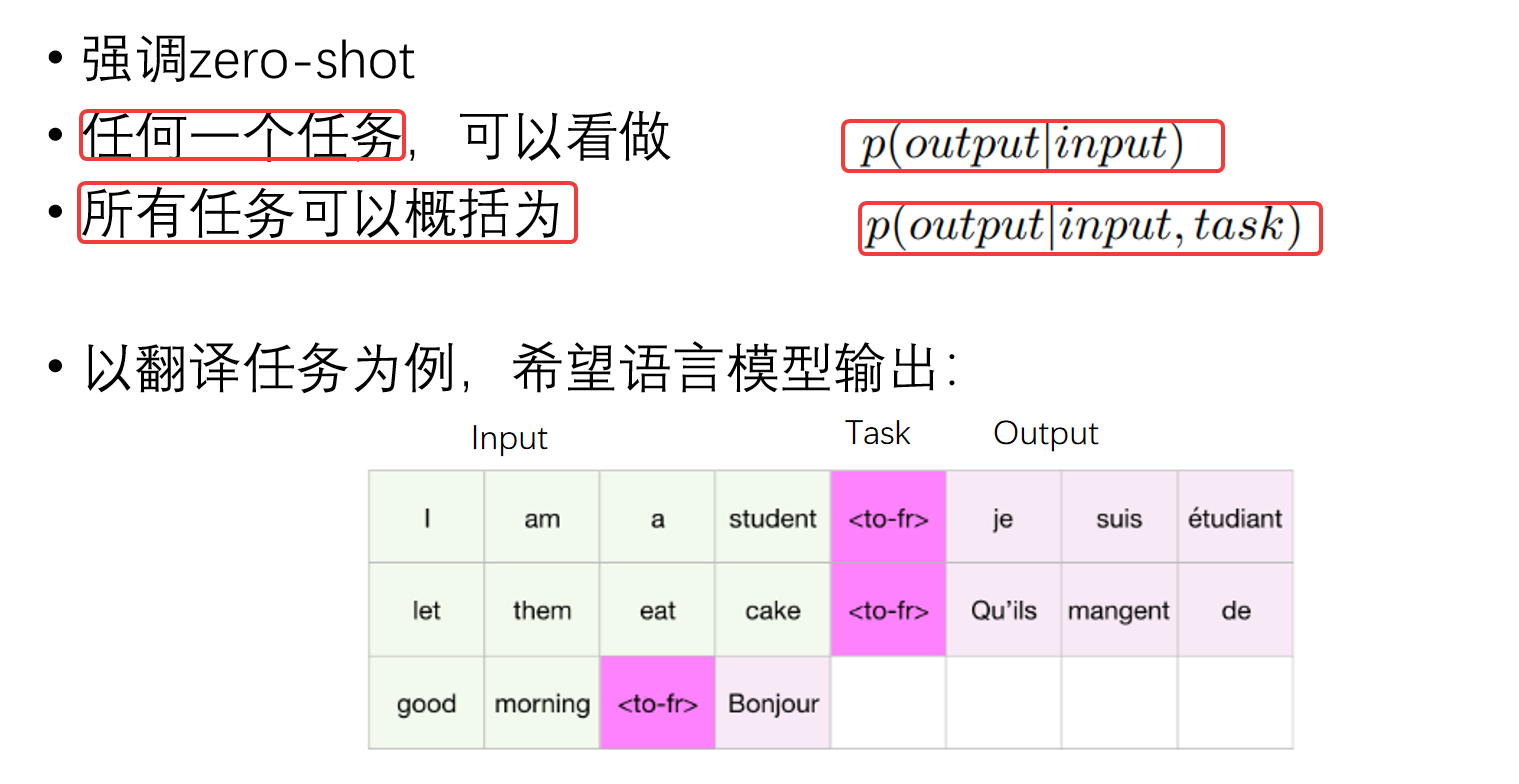 • 强调zero-shot
• 任何一个任务，可以看做 p(output|input)
• 所有任务可以概括为 p(output|input, task)
• 以翻译任务为例，希望语言模型输出：
Input Task Output
I am a student <to-fr> je suis étudiant
let them eat cake <to-fr> Qu'ils mangent de
good morning <to-fr> Bonjour